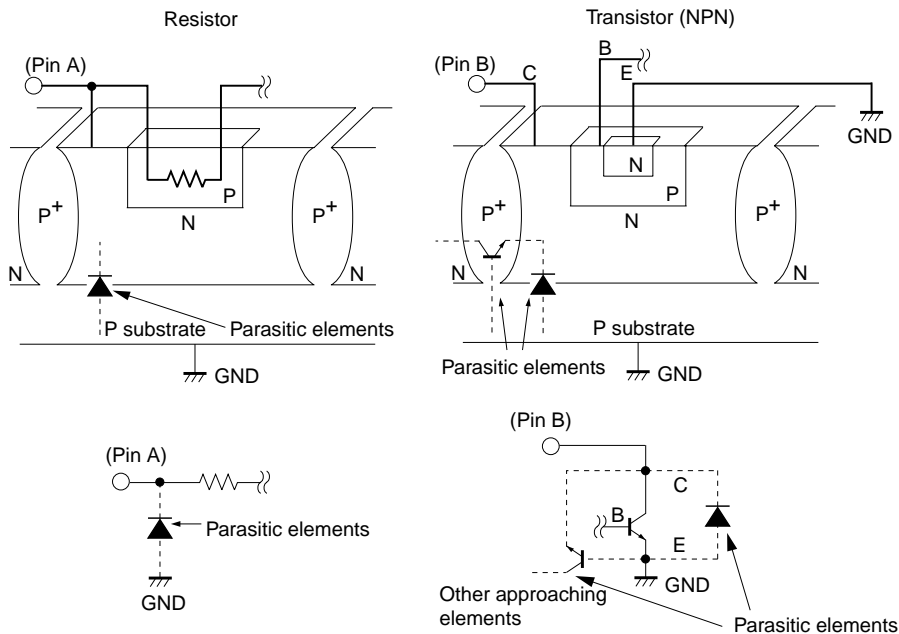 Resistor
(Pin A)
P+
P+
P
N
N
N
P substrate
Parasitic elements
GND
Transistor (NPN)
(Pin B)
C
B
E
GND
P+
P+
N
P
N
N
N
P substrate
Parasitic elements
GND
(Pin A)
Parasitic elements
GND
(Pin B)
C
B
E
GND
Other approaching
elements
Parasitic elements